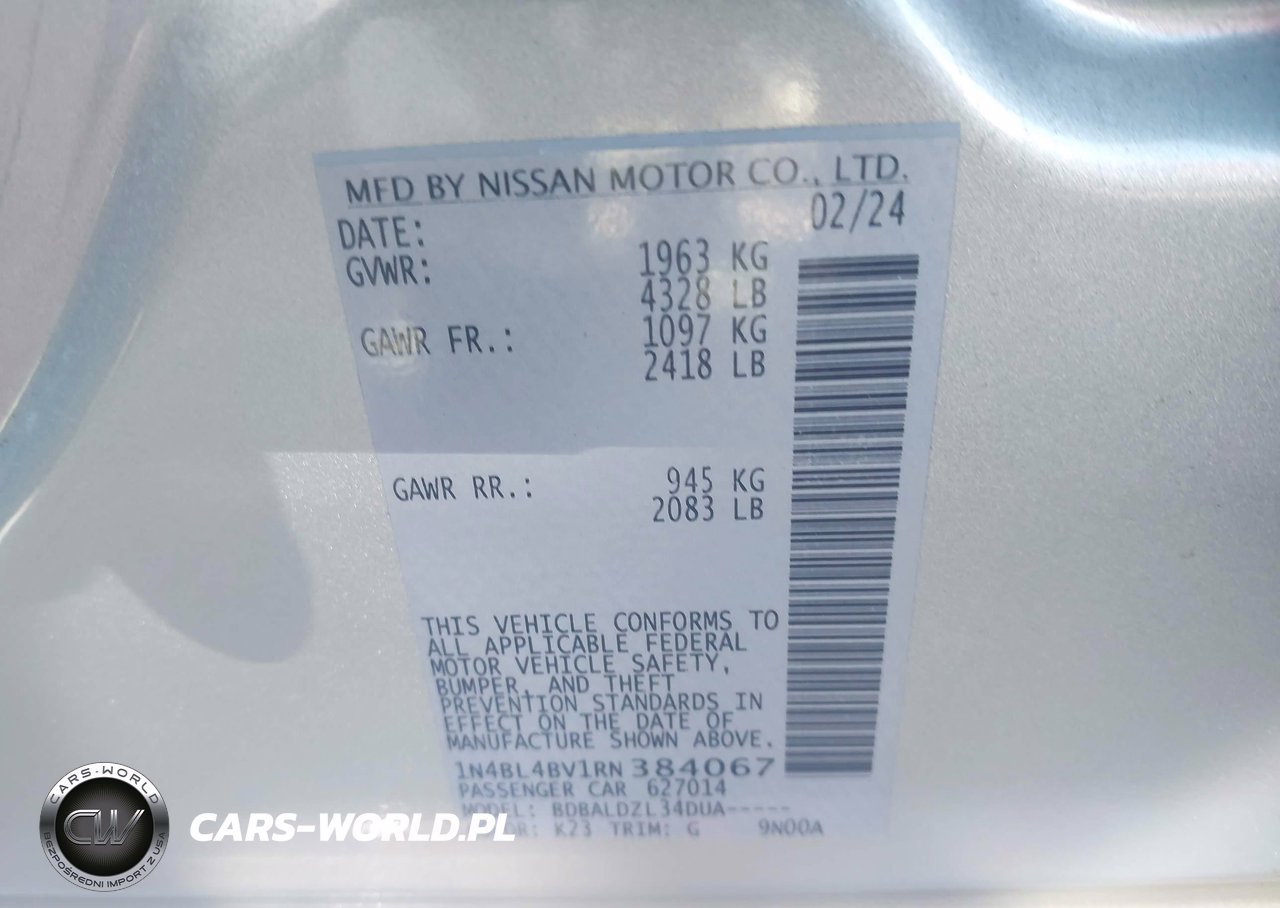 MFD BY NISSAN MOTOR CO., LTD.
DATE: 02/24
GVWR: 1963 KG
4328 LB
GAWR FR.: 1097 KG
2418 LB
GAWR RR.: 945 KG
2083 LB
THIS VEHICLE CONFORMS TO
ALL APPLICABLE FEDERAL
MOTOR VEHICLE SAFETY,
BUMPER, AND THEFT
PREVENTION STANDARDS IN
EFFECT ON THE DATE OF
MANUFACTURE SHOWN ABOVE.
1N4BL4BV1RN384067
PASSENGER CAR 627014
MODEL: BDBALDZL34DUA-----
K23 TRIM: G 9N00A
CARS-WORLD
CW
BEZPOŚREDNI IMPORT Z USA
CARS-WORLD.PL